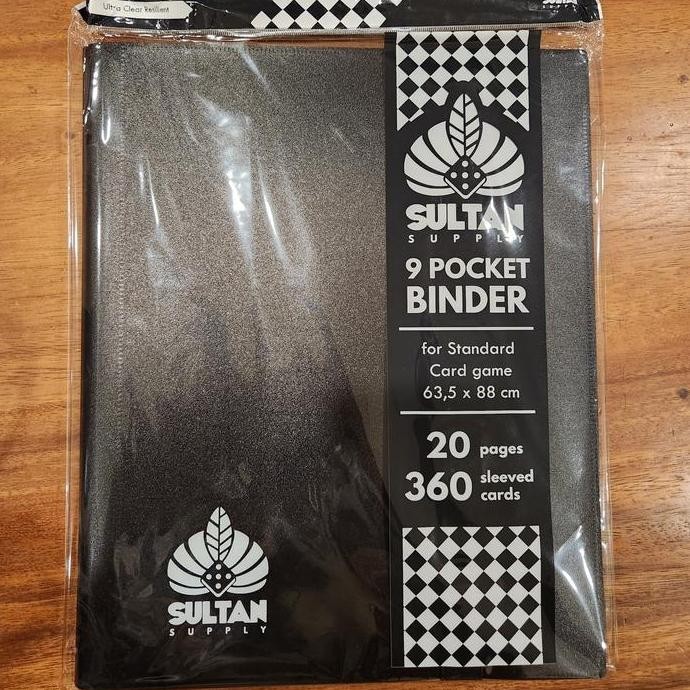 Ultra Clear Resilient
SULTAN
SUPPLY
9 POCKET
BINDER
for Standard
Card game
63,5 x 88 cm
20 pages
360 sleeved
cards
SULTAN
SUPPLY